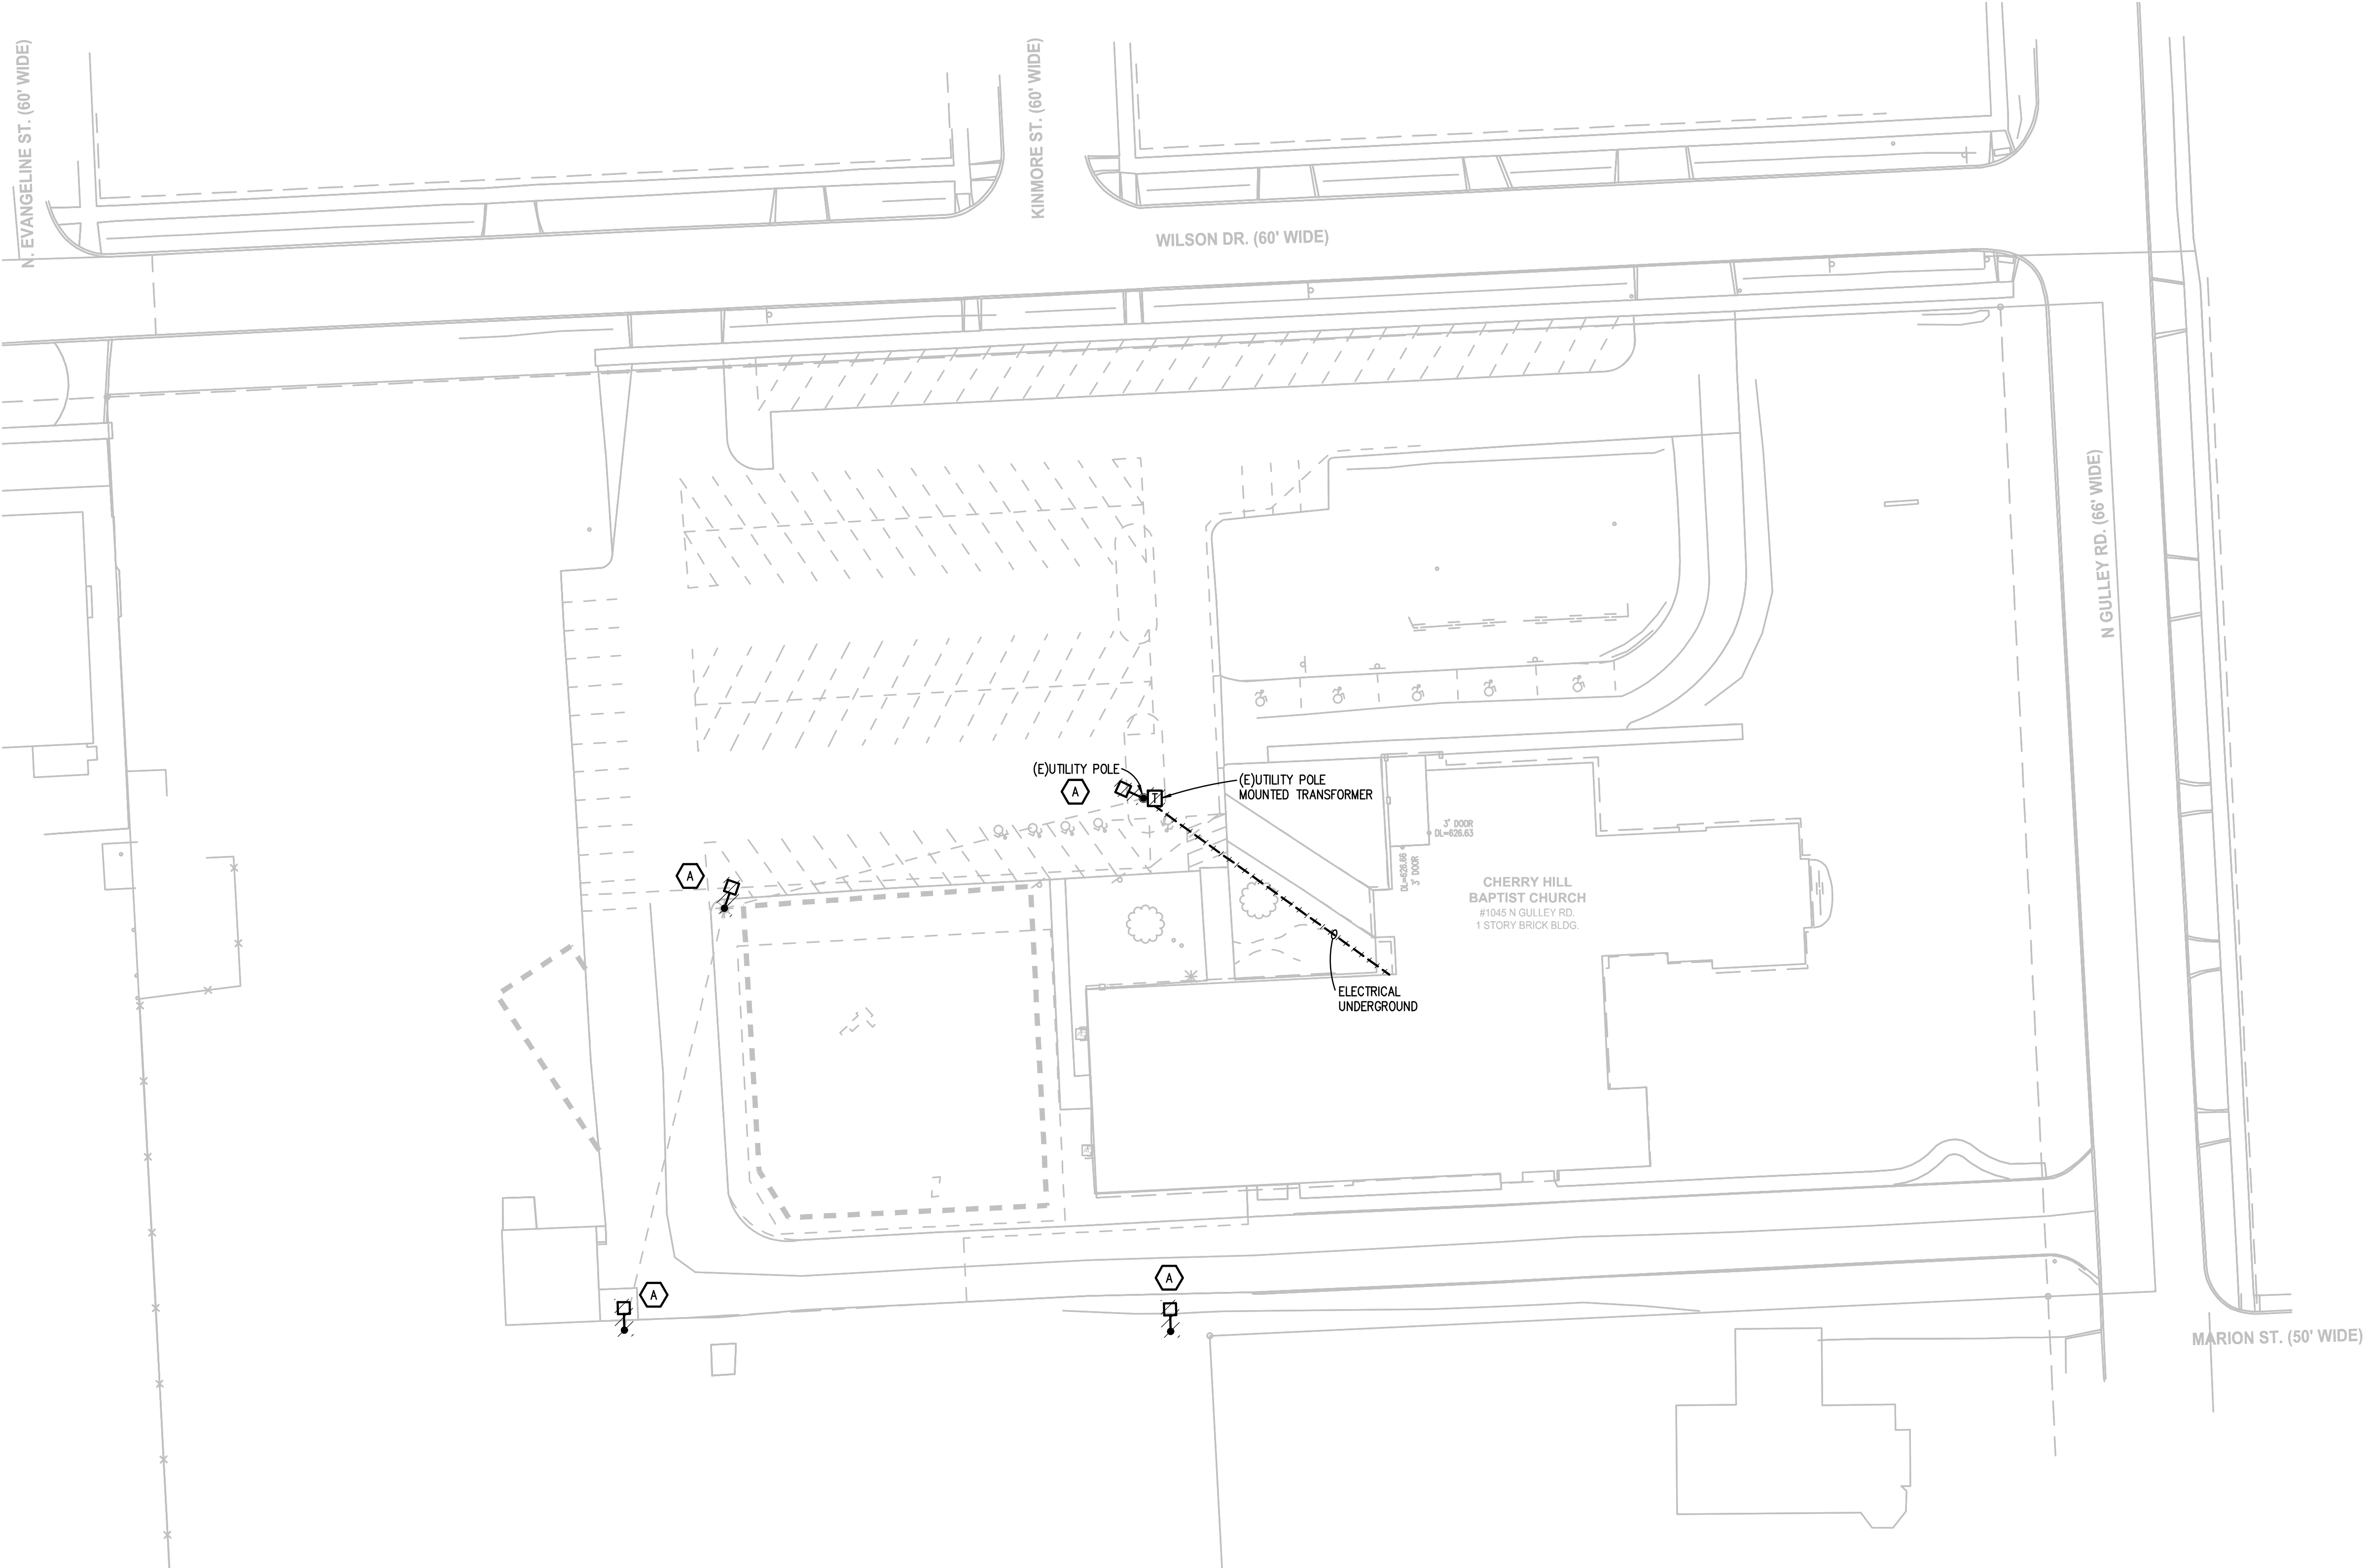 N. EVANGELINE ST. (60' WIDE)
KINMORE ST. (60' WIDE)
WILSON DR. (60' WIDE)
N GULLEY RD. (66' WIDE)
(E)UTILITY POLE
A
T
(E)UTILITY POLE
MOUNTED TRANSFORMER
3' DOOR
DL=626.63
DL=626.66
3' DOOR
A
CHERRY HILL
BAPTIST CHURCH
#1045 N GULLEY RD.
1 STORY BRICK BLDG.
ELECTRICAL
UNDERGROUND
A
A
MARION ST. (50' WIDE)